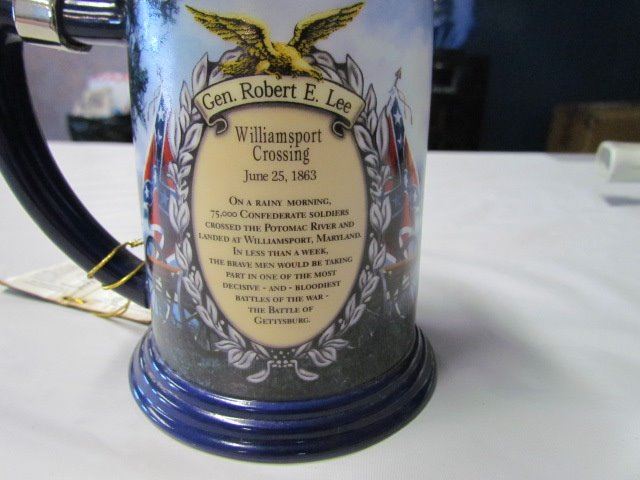 Gen. Robert E. Lee
Williamsport
Crossing
June 25, 1863
ON A RAINY MORNING,
75,000 CONFEDERATE SOLDIERS
CROSSED THE POTOMAC RIVER AND
LANDED AT WILLIAMSPORT, MARYLAND.
IN LESS THAN A WEEK,
THE BRAVE MEN WOULD BE TAKING
PART IN ONE OF THE MOST
DECISIVE - AND - BLOODIEST
BATTLES OF THE WAR -
THE BATTLE OF
GETTYSBURG.